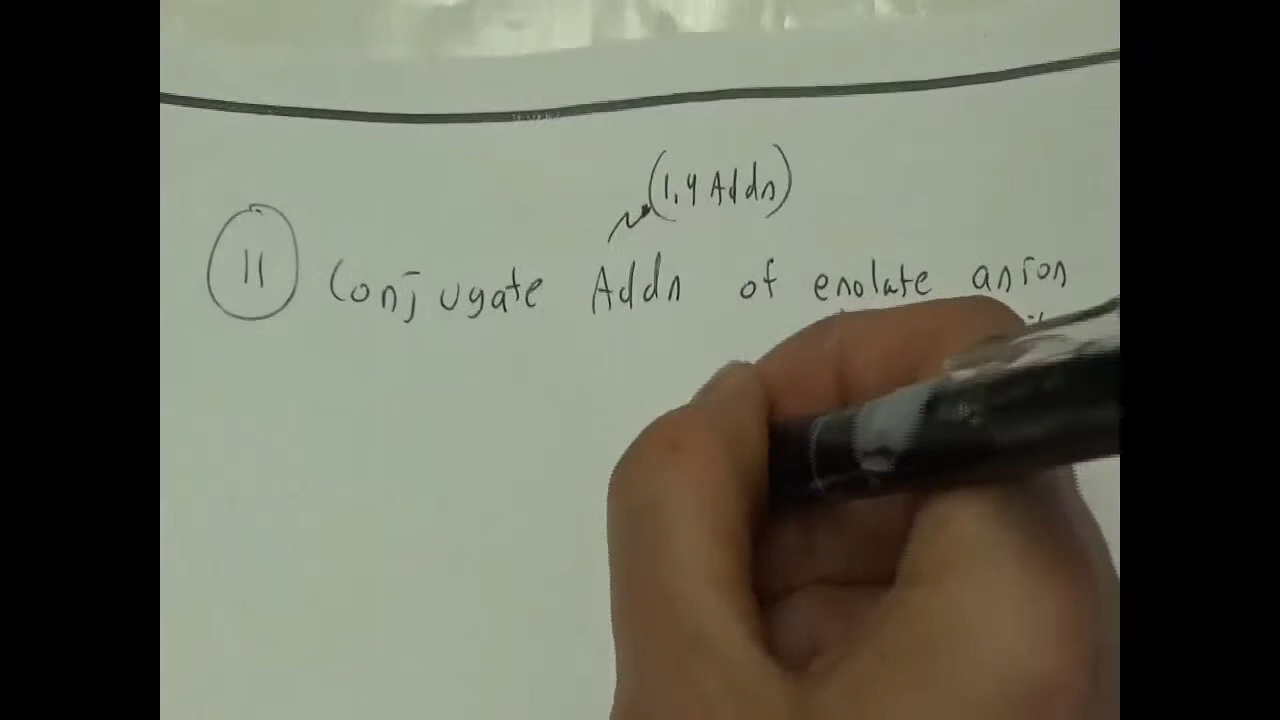 (1,4 Addn)
11 Conjugate Addn of enolate anion